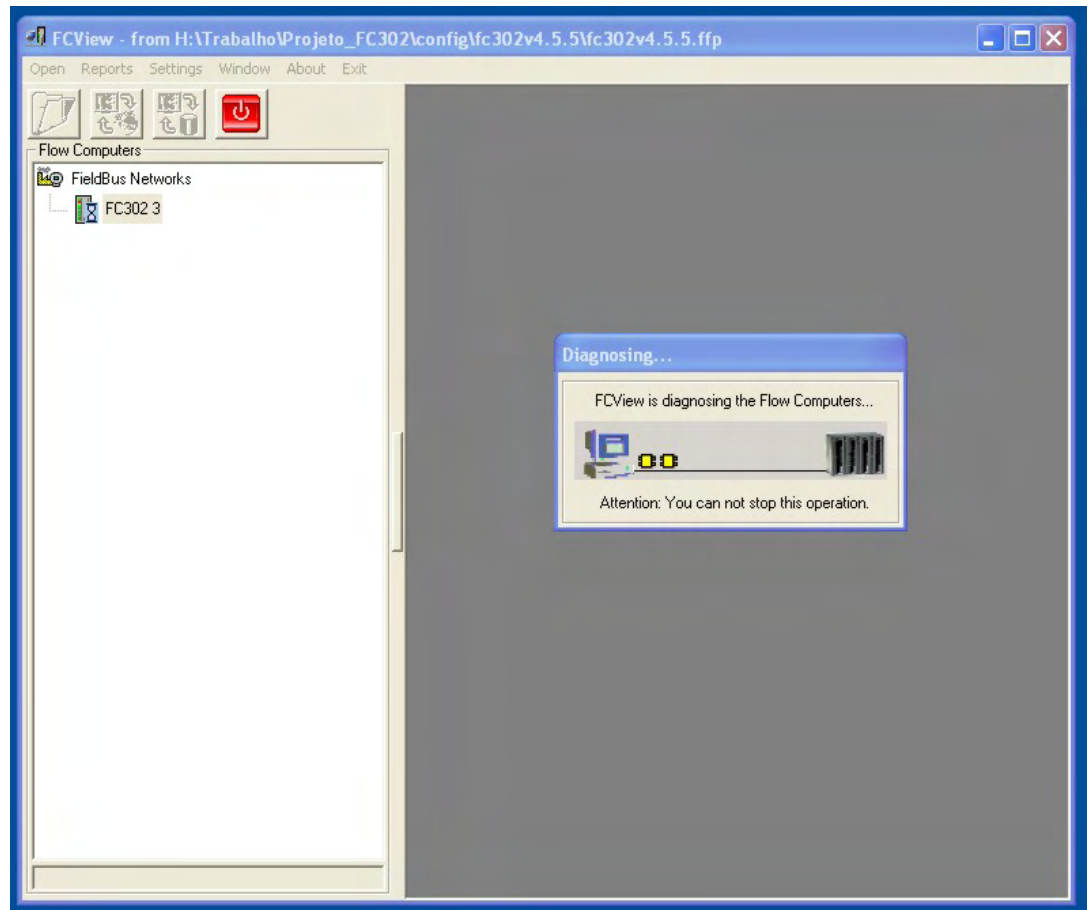 FCView - from H:\Trabalho\Projeto_FC302\config\fc302v4.5.5\fc302v4.5.5.ffp
Open Reports Settings Window About Exit
Flow Computers
FieldBus Networks
FC302 3
Diagnosing...
FCView is diagnosing the Flow Computers...
Attention: You can not stop this operation.